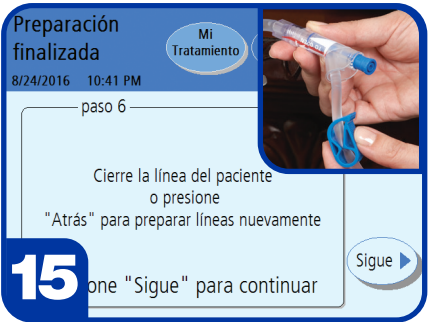 Preparación
finalizada
Mi
Tratamiento
8/24/2016 10:41 PM
paso 6
Cierre la línea del paciente
o presione
"Atrás" para preparar líneas nuevamente
Sigue
one "Sigue" para continuar
15